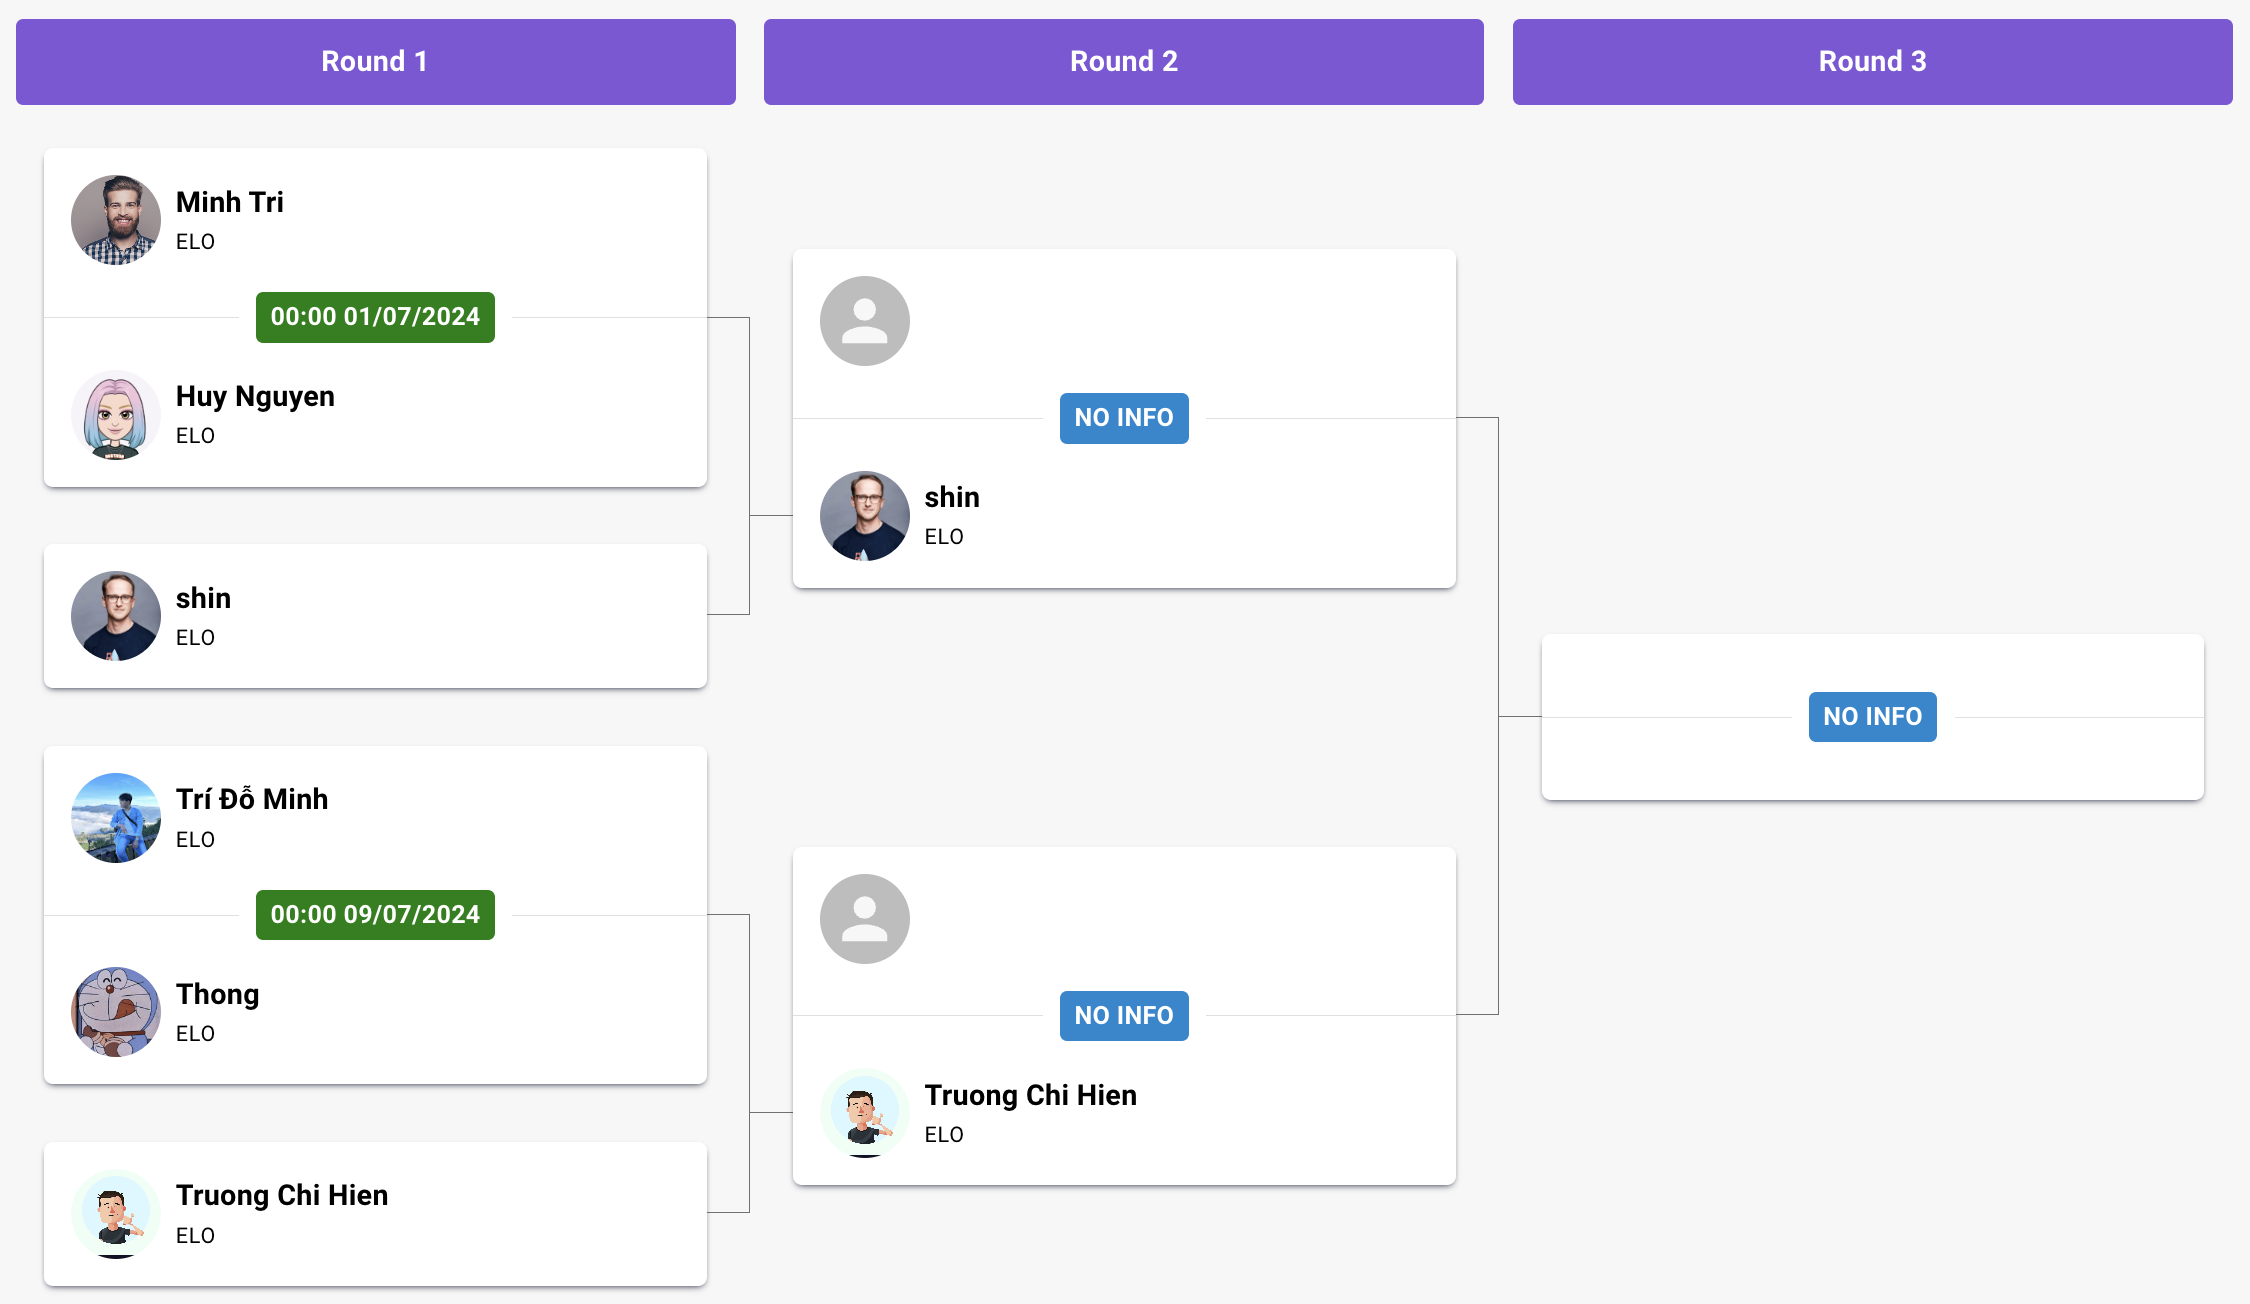 Round 1
Round 2
Round 3
Minh Tri
ELO
00:00 01/07/2024
Huy Nguyen
ELO
shin
ELO
Trí Đỗ Minh
ELO
00:00 09/07/2024
Thong
ELO
Truong Chi Hien
ELO
NO INFO
shin
ELO
NO INFO
Truong Chi Hien
ELO
NO INFO